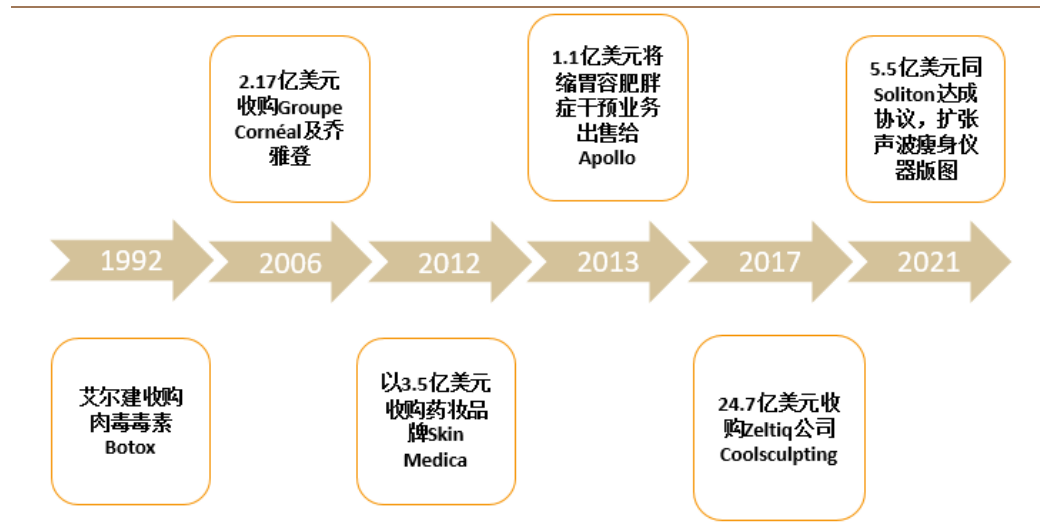 2.17亿美元
收购Groupe
Cornéal及乔
雅登
1.1亿美元将
缩胃容肥胖
症干预业务
出售给
Apollo
5.5亿美元同
Soliton达成
协议，扩张
声波瘦身仪
器版图
1992
2006
2012
2013
2017
2021
艾尔建收购
肉毒毒素
Botox
以3.5亿美元
收购药妆品
牌Skin
Medica
24.7亿美元收
购Zeltiq公司
Coolsculpting